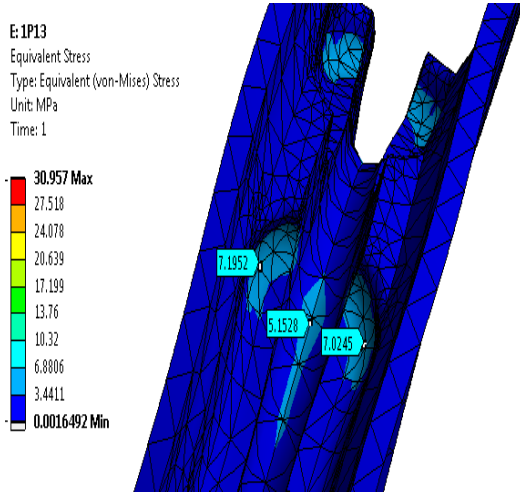 E: 1P13
Equivalent Stress
Type: Equivalent (von-Mises) Stress
Unit: MPa
Time: 1
30.957 Max
27.518
24.078
20.639
17.199
13.76
10.32
6.8806
3.4411
0.0016492 Min
7.1952
5.1528
7.0245